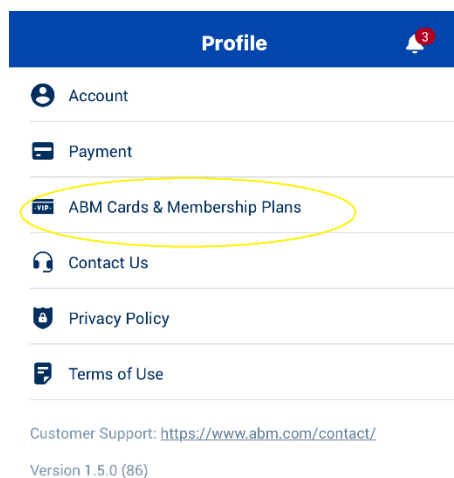 Profile
3
Account
Payment
·VIP·
ABM Cards & Membership Plans
Contact Us
Privacy Policy
Terms of Use
Customer Support: https://www.abm.com/contact/
Version 1.5.0 (86)